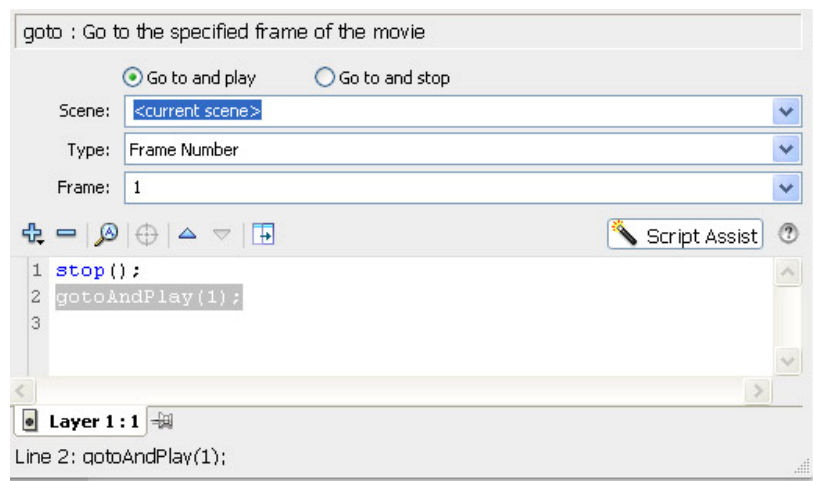 goto : Go to the specified frame of the movie
Go to and play Go to and stop
Scene: <current scene>
Type: Frame Number
Frame: 1
Script Assist ?
1 stop();
2 gotoAndPlay(1);
3
Layer 1 : 1
Line 2: gotoAndPlay(1);